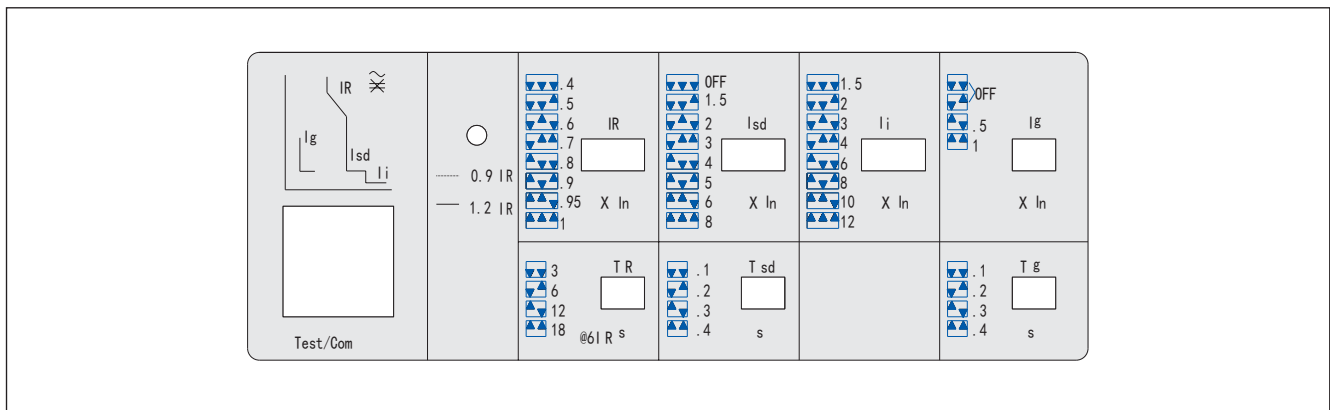 IR
Ig
Isd
Ii
Test/Com
0.9 IR
1.2 IR
.4
.5
.6
.7
.8
.9
.95
1
IR
X In
OFF
1.5
2
3
4
5
6
8
Isd
X In
1.5
2
3
4
6
8
10
12
Ii
X In
OFF
.5
1
Ig
X In
3
6
12
18
T R
@6IR s
.1
.2
.3
.4
T sd
s
.1
.2
.3
.4
T g
s